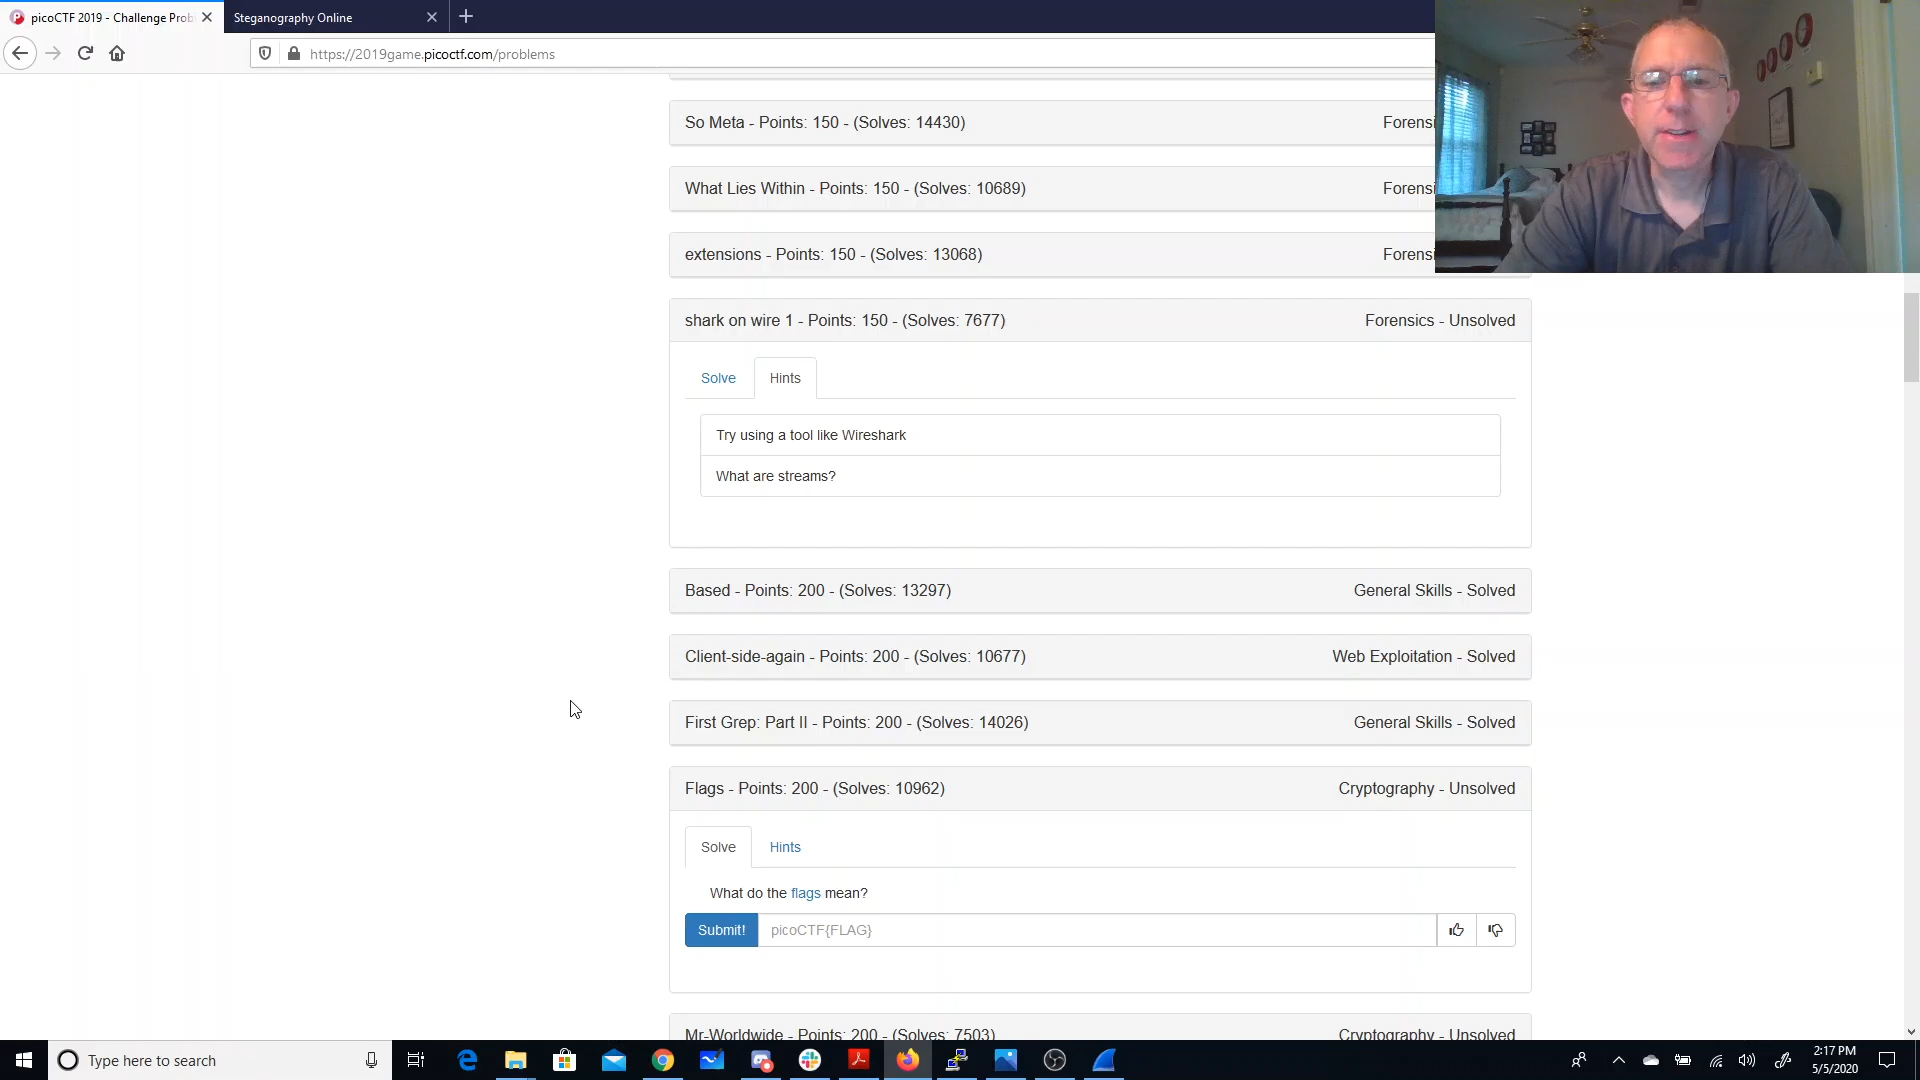 picoCTF 2019 - Challenge Prob
Steganography Online
https://2019game.picoctf.com/problems
So Meta - Points: 150 - (Solves: 14430)
Forensi
What Lies Within - Points: 150 - (Solves: 10689)
Forensi
extensions - Points: 150 - (Solves: 13068)
Forensi
shark on wire 1 - Points: 150 - (Solves: 7677)
Forensics - Unsolved
Solve
Hints
Try using a tool like Wireshark
What are streams?
Based - Points: 200 - (Solves: 13297)
General Skills - Solved
Client-side-again - Points: 200 - (Solves: 10677)
Web Exploitation - Solved
First Grep: Part II - Points: 200 - (Solves: 14026)
General Skills - Solved
Flags - Points: 200 - (Solves: 10962)
Cryptography - Unsolved
Solve
Hints
What do the flags mean?
Submit!
picoCTF{FLAG}
Mr-Worldwide - Points: 200 - (Solves: 7503)
Cryptography - Unsolved
Type here to search
2:17 PM
5/5/2020